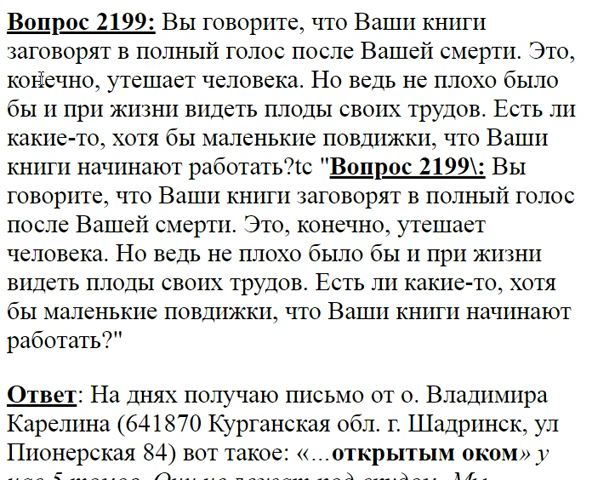 Вопрос 2199: Вы говорите, что Ваши книги
заговорят в полный голос после Вашей смерти. Это,
конечно, утешает человека. Но ведь не плохо было
бы и при жизни видеть плоды своих трудов. Есть ли
какие-то, хотя бы маленькие повдижки, что Ваши
книги начинают работать?tc "Вопрос 2199\: Вы
говорите, что Ваши книги заговорят в полный голос
после Вашей смерти. Это, конечно, утешает
человека. Но ведь не плохо было бы и при жизни
видеть плоды своих трудов. Есть ли какие-то, хотя
бы маленькие повдижки, что Ваши книги начинают
работать?"
Ответ: На днях получаю письмо от о. Владимира
Карелина (641870 Курганская обл. г. Шадринск, ул
Пионерская 84) вот такое: «…открытым оком» у